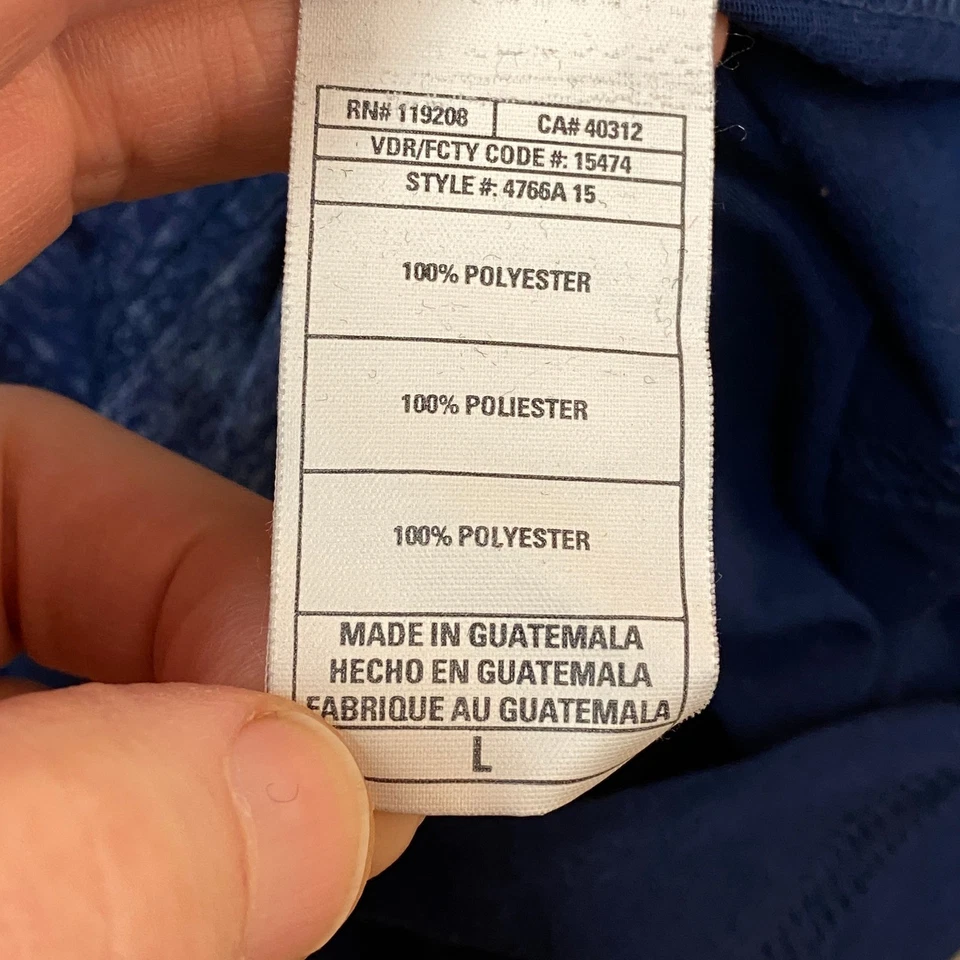 RN# 119208 CA# 40312
VDR/FCTY CODE #: 15474
STYLE #: 4766A 15
100% POLYESTER
100% POLIESTER
100% POLYESTER
MADE IN GUATEMALA
HECHO EN GUATEMALA
FABRIQUE AU GUATEMALA
L